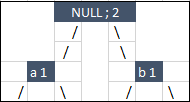 NULL ; 2
/ \
/ \
a 1 b 1
/ \ / \